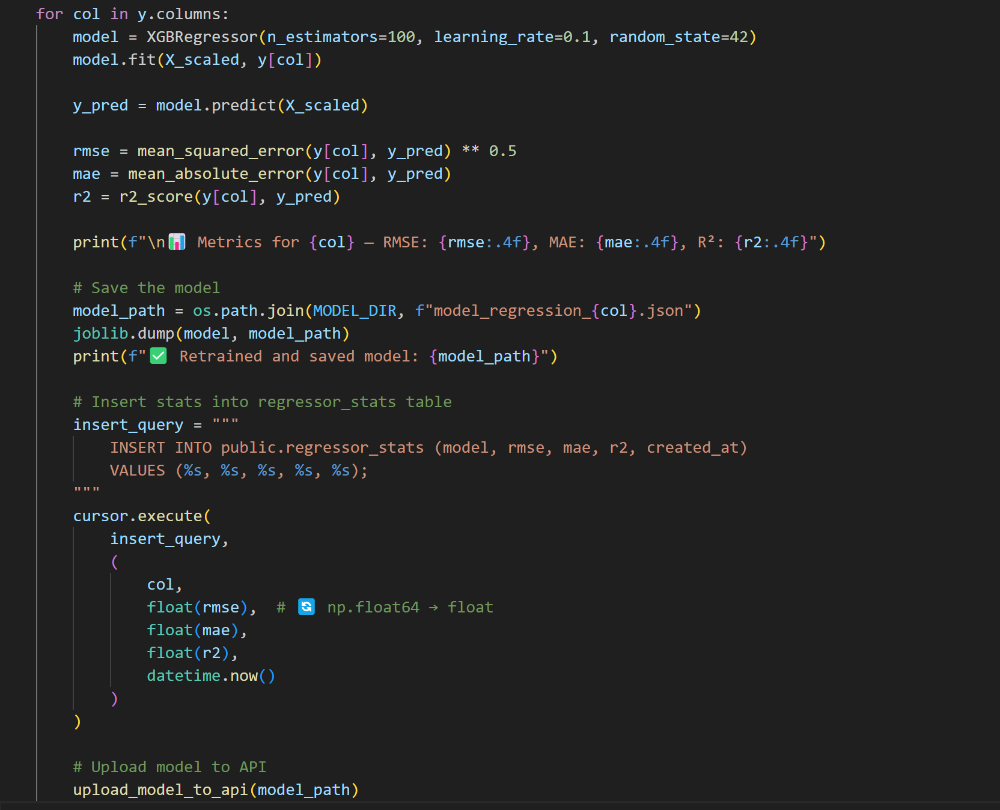 for col in y.columns:
model = XGBRegressor(n_estimators=100, learning_rate=0.1, random_state=42)
model.fit(X_scaled, y[col])
y_pred = model.predict(X_scaled)
rmse = mean_squared_error(y[col], y_pred) ** 0.5
mae = mean_absolute_error(y[col], y_pred)
r2 = r2_score(y[col], y_pred)
print(f"\n📊 Metrics for {col} — RMSE: {rmse:.4f}, MAE: {mae:.4f}, R²: {r2:.4f}")
# Save the model
model_path = os.path.join(MODEL_DIR, f"model_regression_{col}.json")
joblib.dump(model, model_path)
print(f"✅ Retrained and saved model: {model_path}")
# Insert stats into regressor_stats table
insert_query = """
INSERT INTO public.regressor_stats (model, rmse, mae, r2, created_at)
VALUES (%s, %s, %s, %s, %s);
"""
cursor.execute(
insert_query,
(
col,
float(rmse),  # 🔄 np.float64 → float
float(mae),
float(r2),
datetime.now()
)
)
# Upload model to API
upload_model_to_api(model_path)